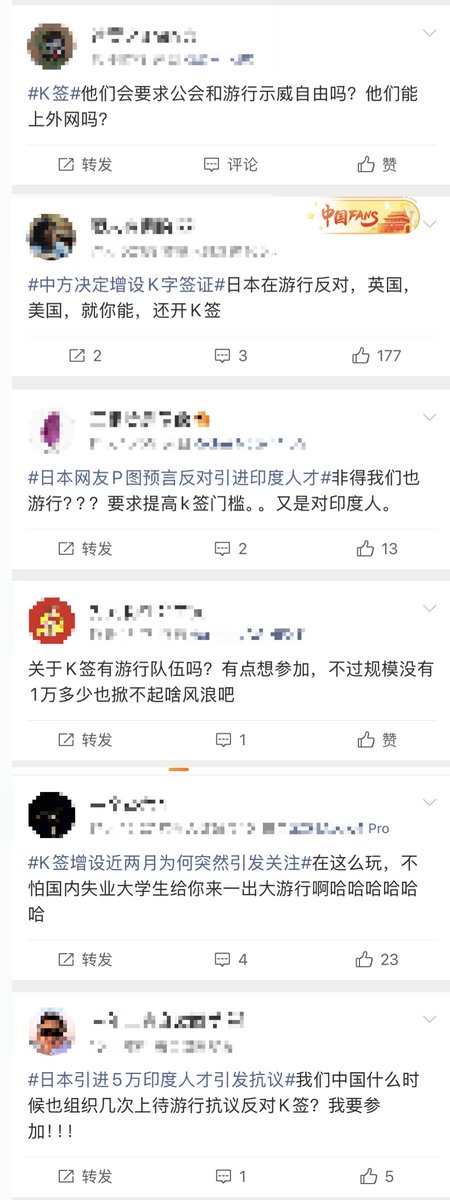 #K签#他们会要求公会和游行示威自由吗？他们能
上外网吗？
转发 评论 赞
中国FANS
#中方决定增设K字签证#日本在游行反对，英国，
美国，就你能，还开K签
2 3 177
#日本网友P图预言反对引进印度人才#非得我们也
游行？？？要求提高k签门槛。。又是对印度人。
转发 2 13
关于K签有游行队伍吗？有点想参加，不过规模没有
1万多少也掀不起啥风浪吧
转发 1 赞
Pro
#K签增设近两月为何突然引发关注#在这么玩，不
怕国内失业大学生给你来一出大游行啊哈哈哈哈哈
哈
转发 4 23
#日本引进5万印度人才引发抗议#我们中国什么时
候也组织几次上待游行抗议反对K签？我要参
加！！！
转发 1 5